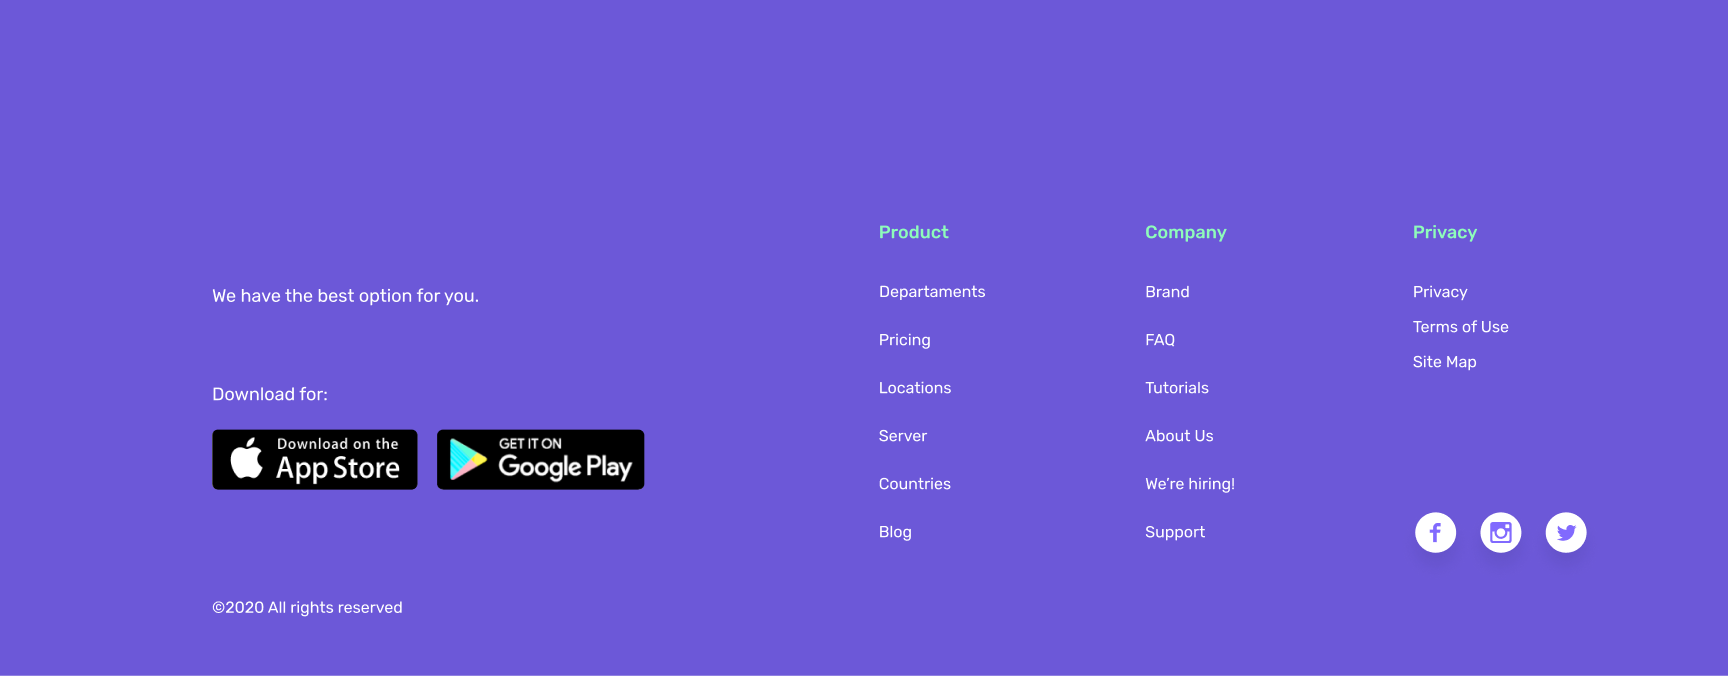 We have the best option for you.
Download for:
Download on the
App Store
GET IT ON
Google Play
Product
Departaments
Pricing
Locations
Server
Countries
Blog
Company
Brand
FAQ
Tutorials
About Us
We’re hiring!
Support
Privacy
Privacy
Terms of Use
Site Map
©2020 All rights reserved